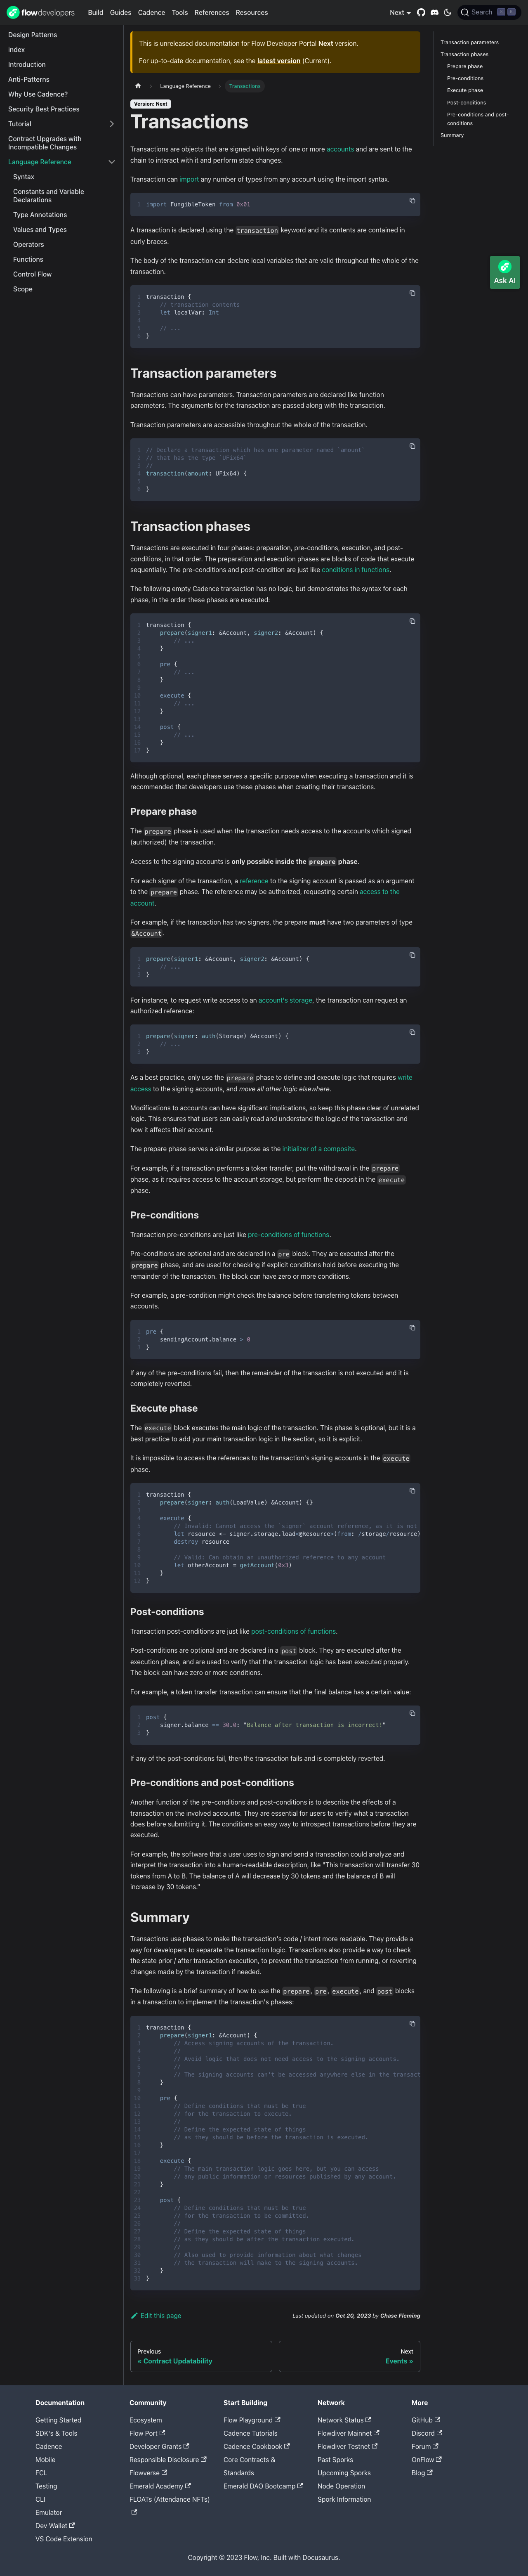 flow developers
Build Guides Cadence Tools References Resources
Next
Search
Design Patterns
index
Introduction
Anti-Patterns
Why Use Cadence?
Security Best Practices
Tutorial
Contract Upgrades with
Incompatible Changes
Language Reference
Syntax
Constants and Variable
Declarations
Type Annotations
Values and Types
Operators
Functions
Control Flow
Scope
This is unreleased documentation for Flow Developer Portal Next version.
For up-to-date documentation, see the latest version (Current).
Language Reference
Transactions
Version: Next
Transactions
Transactions are objects that are signed with keys of one or more accounts and are sent to the
chain to interact with it and perform state changes.
Transaction can import any number of types from any account using the import syntax.
1 import FungibleToken from 0x01
A transaction is declared using the transaction keyword and its contents are contained in
curly braces.
The body of the transaction can declare local variables that are valid throughout the whole of the
transaction.
1 transaction {
2 // transaction contents
3 let localVar: Int
4
5 // ...
6 }
Transaction parameters
Transactions can have parameters. Transaction parameters are declared like function
parameters. The arguments for the transaction are passed along with the transaction.
Transaction parameters are accessible throughout the whole of the transaction.
1 // Declare a transaction which has one parameter named `amount`
2 // that has the type `UFix64`
3 //
4 transaction(amount: UFix64) {
5
6 }
Transaction phases
Transactions are executed in four phases: preparation, pre-conditions, execution, and post-
conditions, in that order. The preparation and execution phases are blocks of code that execute
sequentially. The pre-conditions and post-condition are just like conditions in functions.
The following empty Cadence transaction has no logic, but demonstrates the syntax for each
phase, in the order these phases are executed:
1 transaction {
2 prepare(signer1: &Account, signer2: &Account) {
3 // ...
4 }
5
6 pre {
7 // ...
8 }
9
10 execute {
11 // ...
12 }
13
14 post {
15 // ...
16 }
17 }
Although optional, each phase serves a specific purpose when executing a transaction and it is
recommended that developers use these phases when creating their transactions.
Prepare phase
The prepare phase is used when the transaction needs access to the accounts which signed
(authorized) the transaction.
Access to the signing accounts is only possible inside the prepare phase.
For each signer of the transaction, a reference to the signing account is passed as an argument
to the prepare phase. The reference may be authorized, requesting certain access to the
account.
For example, if the transaction has two signers, the prepare must have two parameters of type
&Account.
1 prepare(signer1: &Account, signer2: &Account) {
2 // ...
3 }
For instance, to request write access to an account's storage, the transaction can request an
authorized reference:
1 prepare(signer: auth(Storage) &Account) {
2 // ...
3 }
As a best practice, only use the prepare phase to define and execute logic that requires write
access to the signing accounts, and move all other logic elsewhere.
Modifications to accounts can have significant implications, so keep this phase clear of unrelated
logic. This ensures that users can easily read and understand the logic of the transaction and
how it affects their account.
The prepare phase serves a similar purpose as the initializer of a composite.
For example, if a transaction performs a token transfer, put the withdrawal in the prepare
phase, as it requires access to the account storage, but perform the deposit in the execute
phase.
Pre-conditions
Transaction pre-conditions are just like pre-conditions of functions.
Pre-conditions are optional and are declared in a pre block. They are executed after the
prepare phase, and are used for checking if explicit conditions hold before executing the
remainder of the transaction. The block can have zero or more conditions.
For example, a pre-condition might check the balance before transferring tokens between
accounts.
1 pre {
2 sendingAccount.balance > 0
3 }
If any of the pre-conditions fail, then the remainder of the transaction is not executed and it is
completely reverted.
Execute phase
The execute block executes the main logic of the transaction. This phase is optional, but it is a
best practice to add your main transaction logic in the section, so it is explicit.
It is impossible to access the references to the transaction's signing accounts in the execute
phase.
1 transaction {
2 prepare(signer: auth(LoadValue) &Account) {}
3
4 execute {
5 // Invalid: Cannot access the `signer` account reference, as it is not
6 let resource <- signer.storage.load<@Resource>(from: /storage/resource)
7 destroy resource
8
9 // Valid: Can obtain an unauthorized reference to any account
10 let otherAccount = getAccount(0x3)
11 }
12 }
Post-conditions
Transaction post-conditions are just like post-conditions of functions.
Post-conditions are optional and are declared in a post block. They are executed after the
execution phase, and are used to verify that the transaction logic has been executed properly.
The block can have zero or more conditions.
For example, a token transfer transaction can ensure that the final balance has a certain value:
1 post {
2 signer.balance == 30.0: "Balance after transaction is incorrect!"
3 }
If any of the post-conditions fail, then the transaction fails and is completely reverted.
Pre-conditions and post-conditions
Another function of the pre-conditions and post-conditions is to describe the effects of a
transaction on the involved accounts. They are essential for users to verify what a transaction
does before submitting it. The conditions an easy way to introspect transactions before they are
executed.
For example, the software that a user uses to sign and send a transaction could analyze and
interpret the transaction into a human-readable description, like "This transaction will transfer 30
tokens from A to B. The balance of A will decrease by 30 tokens and the balance of B will
increase by 30 tokens."
Summary
Transactions use phases to make the transaction's code / intent more readable. They provide a
way for developers to separate the transaction logic. Transactions also provide a way to check
the state prior / after transaction execution, to prevent the transaction from running, or reverting
changes made by the transaction if needed.
The following is a brief summary of how to use the prepare, pre, execute, and post blocks
in a transaction to implement the transaction's phases:
1 transaction {
2 prepare(signer1: &Account) {
3 // Access signing accounts of the transaction.
4 //
5 // Avoid logic that does not need access to the signing accounts.
6 //
7 // The signing accounts can't be accessed anywhere else in the transact
8 }
9
10 pre {
11 // Define conditions that must be true
12 // for the transaction to execute.
13 //
14 // Define the expected state of things
15 // as they should be before the transaction is executed.
16 }
17
18 execute {
19 // The main transaction logic goes here, but you can access
20 // any public information or resources published by any account.
21 }
22
23 post {
24 // Define conditions that must be true
25 // for the transaction to be committed.
26 //
27 // Define the expected state of things
28 // as they should be after the transaction executed.
29 //
30 // Also used to provide information about what changes
31 // the transaction will make to the signing accounts.
32 }
33 }
Edit this page
Last updated on Oct 20, 2023 by Chase Fleming
Previous
« Contract Updatability
Next
Events »
Transaction parameters
Transaction phases
Prepare phase
Pre-conditions
Execute phase
Post-conditions
Pre-conditions and post-
conditions
Summary
Ask AI
Documentation
Getting Started
SDK's & Tools
Cadence
Mobile
FCL
Testing
CLI
Emulator
Dev Wallet
VS Code Extension
Community
Ecosystem
Flow Port
Developer Grants
Responsible Disclosure
Flowverse
Emerald Academy
FLOATs (Attendance NFTs)
Start Building
Flow Playground
Cadence Tutorials
Cadence Cookbook
Core Contracts &
Standards
Emerald DAO Bootcamp
Network
Network Status
Flowdiver Mainnet
Flowdiver Testnet
Past Sporks
Upcoming Sporks
Node Operation
Spork Information
More
GitHub
Discord
Forum
OnFlow
Blog
Copyright © 2023 Flow, Inc. Built with Docusaurus.